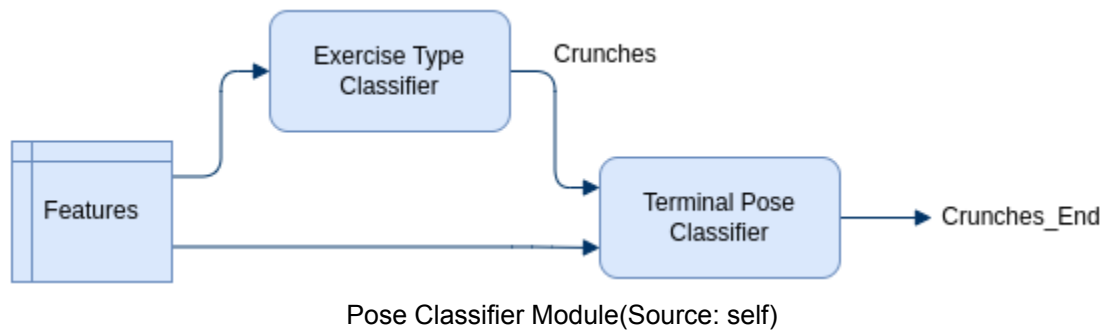 Exercise Type
Classifier
Crunches
Features
Terminal Pose
Classifier
Crunches_End
Pose Classifier Module(Source: self)